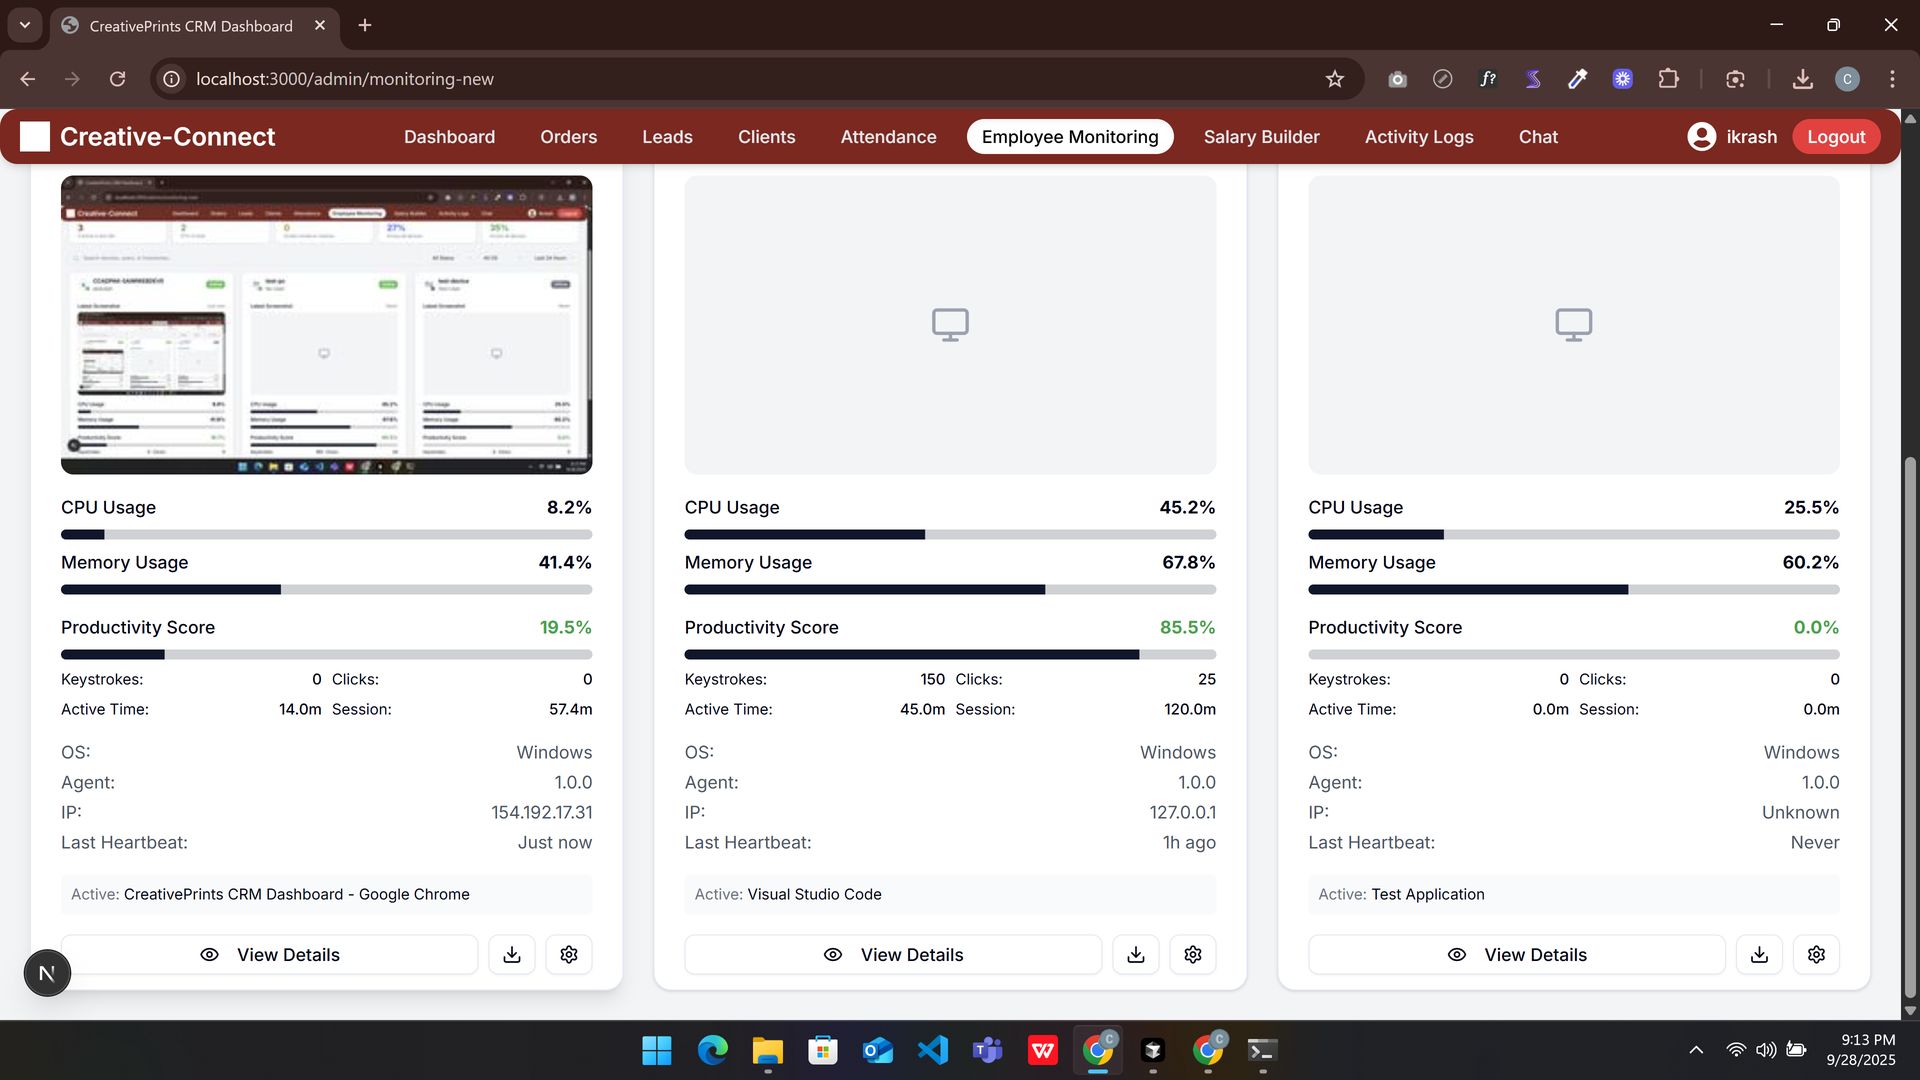 CreativePrints CRM Dashboard
localhost:3000/admin/monitoring-new
Creative-Connect
Dashboard
Orders
Leads
Clients
Attendance
Employee Monitoring
Salary Builder
Activity Logs
Chat
ikrash
Logout
CPU Usage 8.2%
Memory Usage 41.4%
Productivity Score 19.5%
Keystrokes: 0 Clicks: 0
Active Time: 14.0m Session: 57.4m
OS: Windows
Agent: 1.0.0
IP: 154.192.17.31
Last Heartbeat: Just now
Active: CreativePrints CRM Dashboard - Google Chrome
View Details
CPU Usage 45.2%
Memory Usage 67.8%
Productivity Score 85.5%
Keystrokes: 150 Clicks: 25
Active Time: 45.0m Session: 120.0m
OS: Windows
Agent: 1.0.0
IP: 127.0.0.1
Last Heartbeat: 1h ago
Active: Visual Studio Code
View Details
CPU Usage 25.5%
Memory Usage 60.2%
Productivity Score 0.0%
Keystrokes: 0 Clicks: 0
Active Time: 0.0m Session: 0.0m
OS: Windows
Agent: 1.0.0
IP: Unknown
Last Heartbeat: Never
Active: Test Application
View Details
N
9:13 PM
9/28/2025